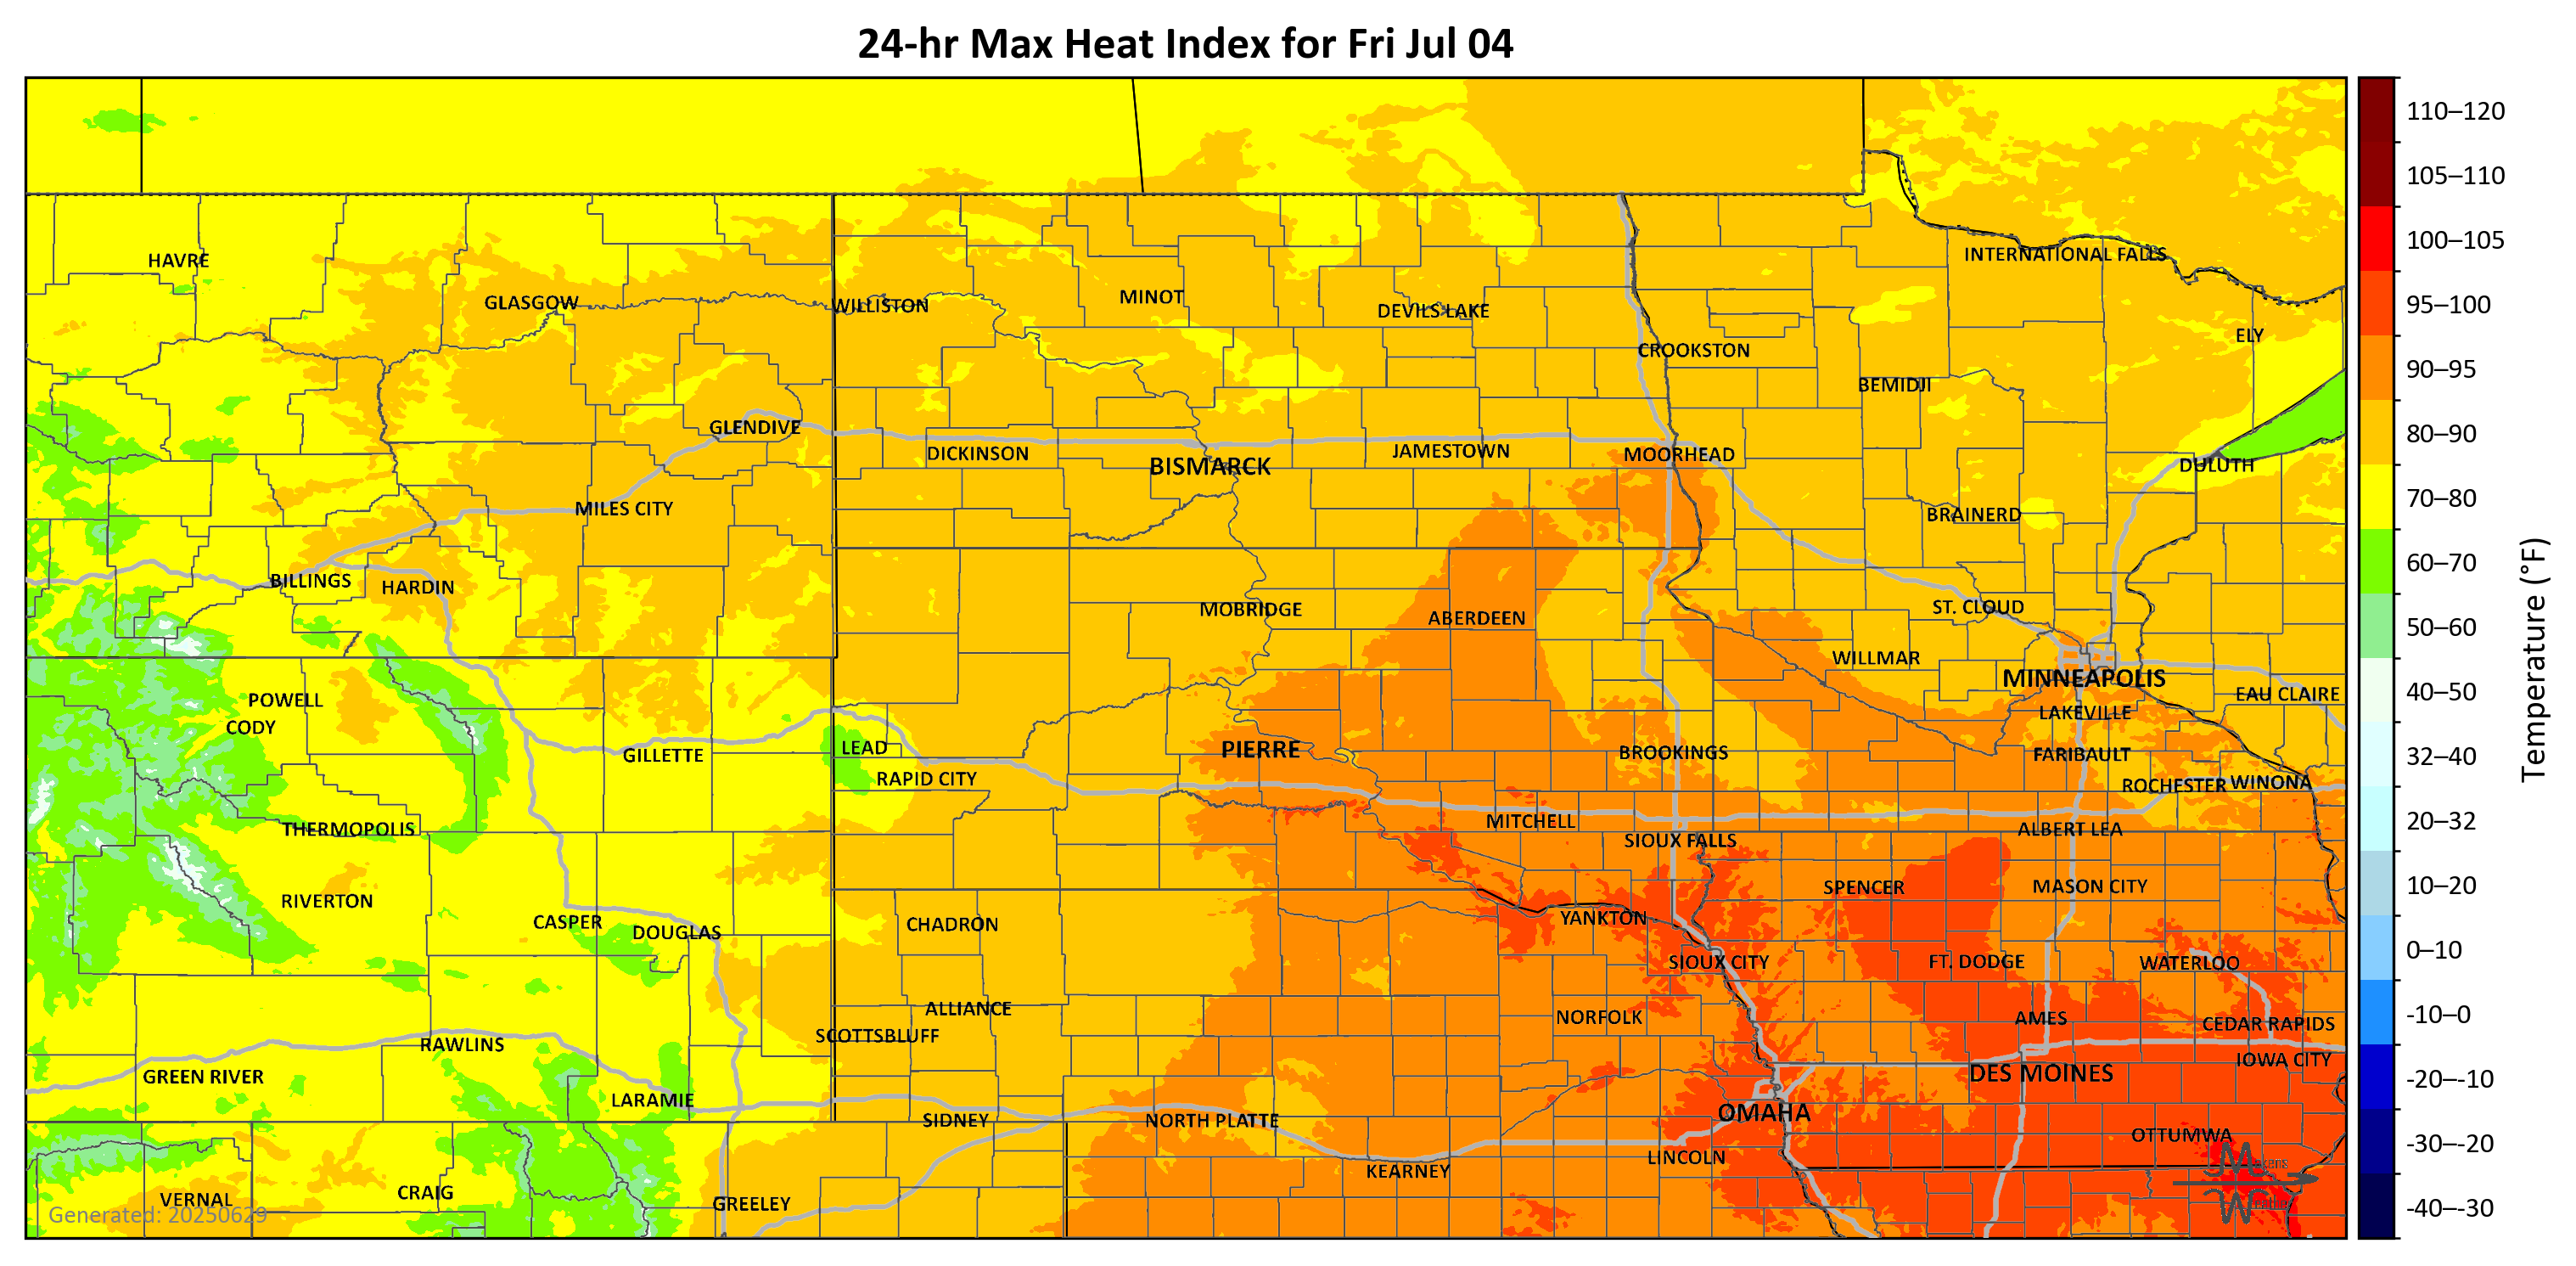 24-hr Max Heat Index for Fri Jul 04
HAVRE
GLASGOW
WILLISTON
MINOT
DEVILS LAKE
INTERNATIONAL FALLS
ELY
CROOKSTON
BEMIDJI
GLENDIVE
DICKINSON
BISMARCK
JAMESTOWN
MOORHEAD
DULUTH
MILES CITY
BRAINERD
BILLINGS
HARDIN
MOBRIDGE
ABERDEEN
ST. CLOUD
WILLMAR
MINNEAPOLIS
EAU CLAIRE
POWELL
CODY
LAKEVILLE
GILLETTE
LEAD
RAPID CITY
PIERRE
BROOKINGS
FARIBAULT
ROCHESTER
WINONA
THERMOPOLIS
MITCHELL
SIOUX FALLS
ALBERT LEA
RIVERTON
CASPER
DOUGLAS
CHADRON
YANKTON
SPENCER
MASON CITY
SIOUX CITY
FT. DODGE
WATERLOO
ALLIANCE
SCOTTSBLUFF
NORFOLK
AMES
CEDAR RAPIDS
RAWLINS
IOWA CITY
GREEN RIVER
DES MOINES
LARAMIE
SIDNEY
NORTH PLATTE
OMAHA
OTTUMWA
KEARNEY
LINCOLN
VERNAL
CRAIG
GREELEY
Generated: 20250629
110–120
105–110
100–105
95–100
90–95
80–90
70–80
60–70
50–60
40–50
32–40
20–32
10–20
0–10
-10–0
-20–-10
-30–-20
-40–-30
Temperature (°F)